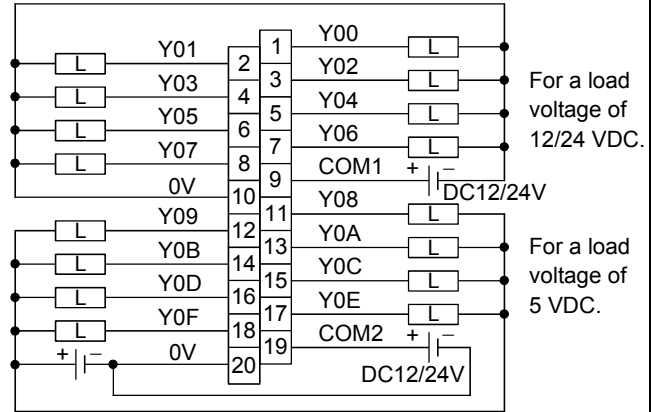 Y01 2 1 Y00 L
L Y03 4 3 Y02 L
L Y05 6 5 Y04 L
L Y07 8 7 Y06 L
L 0V 10 9 COM1 + − DC12/24V
For a load
voltage of
12/24 VDC.
Y09 12 11 Y08 L
L Y0B 14 13 Y0A L
L Y0D 16 15 Y0C L
L Y0F 18 17 Y0E L
L + − 0V 20 19 COM2 + − DC12/24V
For a load
voltage of
5 VDC.